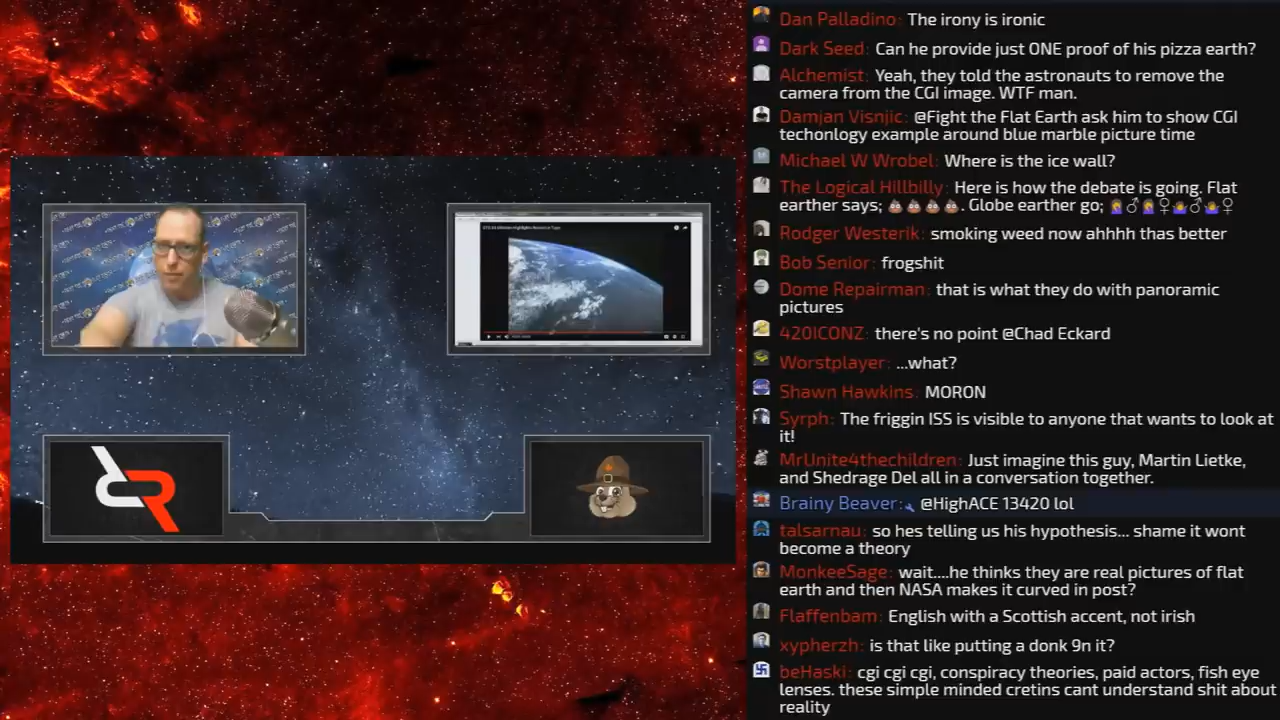 Dan Palladino: The irony is ironic
Dark Seed: Can he provide just ONE proof of his pizza earth?
Alchemist: Yeah, they told the astronauts to remove the
camera from the CGI image. WTF man.
Damjan Visnjic: @Fight the Flat Earth ask him to show CGI
techonlogy example around blue marble picture time
Michael W Wrobel: Where is the ice wall?
The Logical Hillbilly: Here is how the debate is going. Flat
earther says; 💩💩💩💩. Globe earther go; 🤦♂🤦♀🤷♂🤷♀
Rodger Westerik: smoking weed now ahhhh thas better
Bob Senior: frogshit
Dome Repairman: that is what they do with panoramic
pictures
420ICONZ: there's no point @Chad Eckard
Worstplayer: ...what?
Shawn Hawkins: MORON
Syrph: The friggin ISS is visible to anyone that wants to look at
it!
MrUnite4thechildren: Just imagine this guy, Martin Lietke,
and Shedrage Del all in a conversation together.
Brainy Beaver: @HighACE 13420 lol
talsarnau: so hes telling us his hypothesis... shame it wont
become a theory
MonkeeSage: wait....he thinks they are real pictures of flat
earth and then NASA makes it curved in post?
Flaffenbam: English with a Scottish accent, not irish
xypherzh: is that like putting a donk 9n it?
beHaski: cgi cgi cgi, conspiracy theories, paid actors, fish eye
lenses. these simple minded cretins cant understand shit about
reality